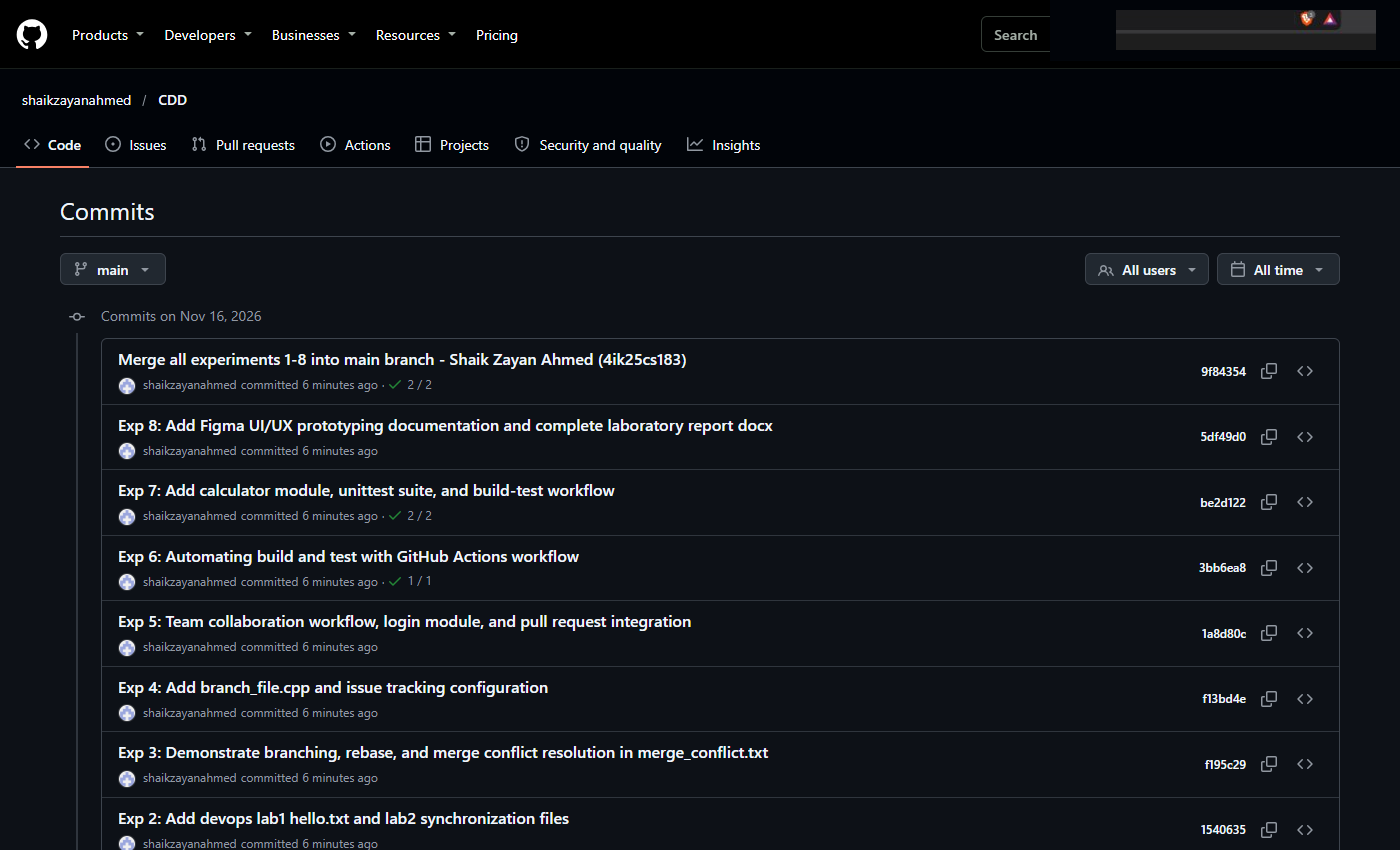 Products Developers Businesses Resources Pricing Search
shaikzayanahmed / CDD
Code Issues Pull requests Actions Projects Security and quality Insights
Commits
main All users All time
Commits on Nov 16, 2026
Merge all experiments 1-8 into main branch - Shaik Zayan Ahmed (4ik25cs183)
shaikzayanahmed committed 6 minutes ago · 2 / 2
9f84354
Exp 8: Add Figma UI/UX prototyping documentation and complete laboratory report docx
shaikzayanahmed committed 6 minutes ago
5df49d0
Exp 7: Add calculator module, unittest suite, and build-test workflow
shaikzayanahmed committed 6 minutes ago · 2 / 2
be2d122
Exp 6: Automating build and test with GitHub Actions workflow
shaikzayanahmed committed 6 minutes ago · 1 / 1
3bb6ea8
Exp 5: Team collaboration workflow, login module, and pull request integration
shaikzayanahmed committed 6 minutes ago
1a8d80c
Exp 4: Add branch_file.cpp and issue tracking configuration
shaikzayanahmed committed 6 minutes ago
f13bd4e
Exp 3: Demonstrate branching, rebase, and merge conflict resolution in merge_conflict.txt
shaikzayanahmed committed 6 minutes ago
f195c29
Exp 2: Add devops lab1 hello.txt and lab2 synchronization files
shaikzayanahmed committed 6 minutes ago
1540635